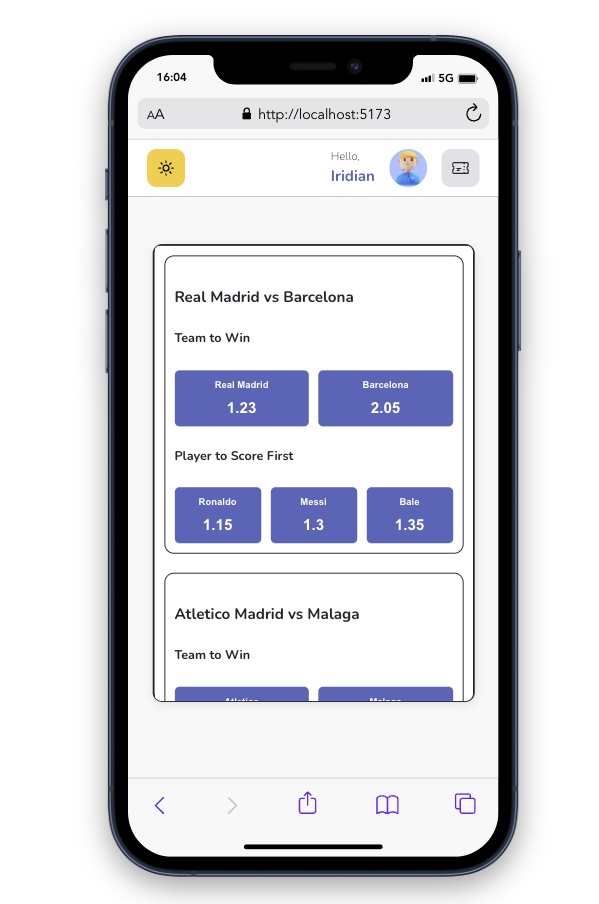 16:04
5G
AA
http://localhost:5173
Hello,
Iridian
Real Madrid vs Barcelona
Team to Win
Real Madrid Barcelona
1.23 2.05
Player to Score First
Ronaldo Messi Bale
1.15 1.3 1.35
Atletico Madrid vs Malaga
Team to Win
Atletico Malaga